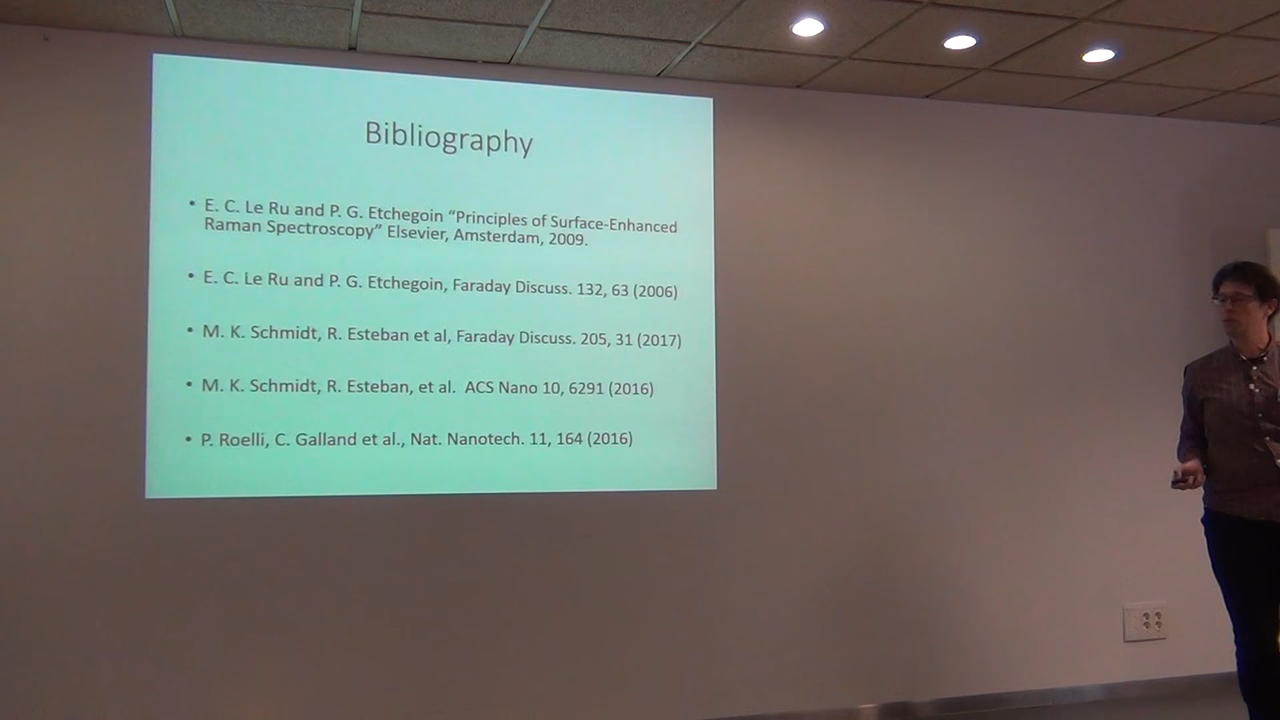 Bibliography
• E. C. Le Ru and P. G. Etchegoin “Principles of Surface-Enhanced
Raman Spectroscopy” Elsevier, Amsterdam, 2009.
• E. C. Le Ru and P. G. Etchegoin, Faraday Discuss. 132, 63 (2006)
• M. K. Schmidt, R. Esteban et al, Faraday Discuss. 205, 31 (2017)
• M. K. Schmidt, R. Esteban, et al. ACS Nano 10, 6291 (2016)
• P. Roelli, C. Galland et al., Nat. Nanotech. 11, 164 (2016)